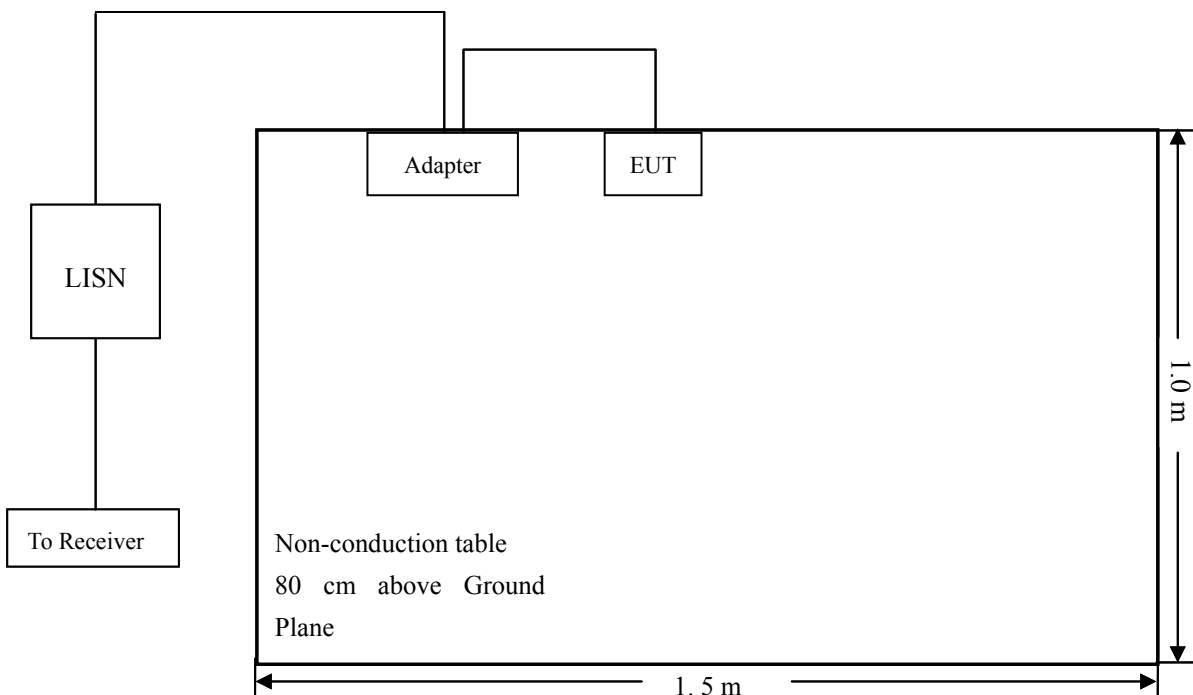 Adapter
EUT
LISN
1.0 m
To Receiver
Non-conduction table
80 cm above Ground
Plane
1, 5 m